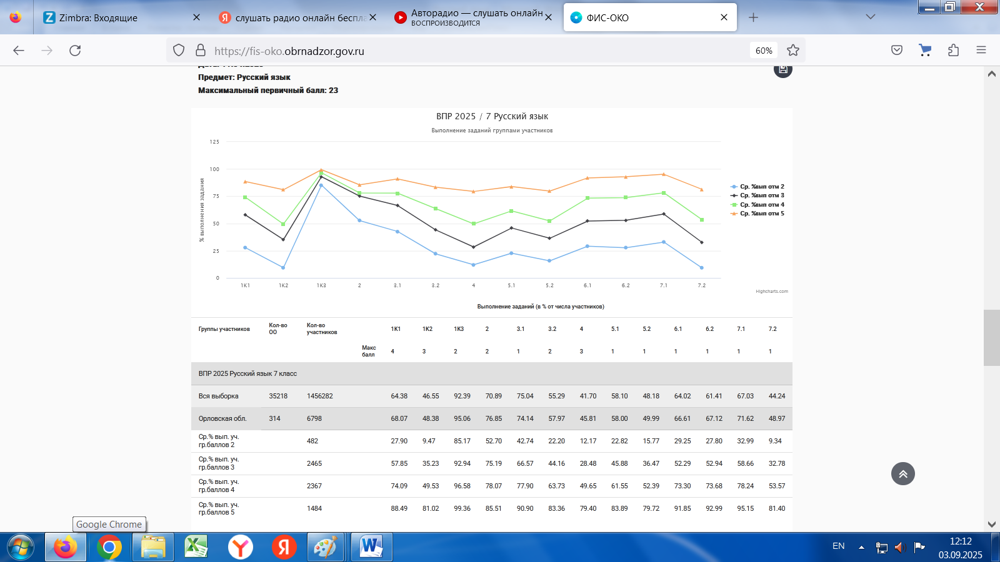 Zimbra: Входящие
слушать радио онлайн беспла
Авторадио — слушать онлайн
ВОСПРОИЗВОДИТСЯ
ФИС-ОКО
https://fis-oko.obrnadzor.gov.ru
60%
Предмет: Русский язык
Максимальный первичный балл: 23
ВПР 2025 / 7 Русский язык
Выполнение заданий группами участников
% выполнения задания
125
100
75
50
25
0
1К1 1К2 1К3 2 3.1 3.2 4 5.1 5.2 6.1 6.2 7.1 7.2
Ср. %вып отм 2
Ср. %вып отм 3
Ср. %вып отм 4
Ср. %вып отм 5
Highcharts.com
Выполнение заданий (в % от числа участников)
Группы участников Кол-во ОО Кол-во участников 1К1 1К2 1К3 2 3.1 3.2 4 5.1 5.2 6.1 6.2 7.1 7.2
Макс балл 4 3 2 2 1 2 3 1 1 1 1 1 1
ВПР 2025 Русский язык 7 класс
Вся выборка 35218 1456282 64.38 46.55 92.39 70.89 75.04 55.29 41.70 58.10 48.18 64.02 61.41 67.03 44.24
Орловская обл. 314 6798 68.07 48.38 95.06 76.85 74.14 57.97 45.81 58.00 49.99 66.61 67.12 71.62 48.97
Ср.% вып. уч. гр.баллов 2 482 27.90 9.47 85.17 52.70 42.74 22.20 12.17 22.82 15.77 29.25 27.80 32.99 9.34
Ср.% вып. уч. гр.баллов 3 2465 57.85 35.23 92.94 75.19 66.57 44.16 28.48 45.88 36.47 52.29 52.94 58.66 32.78
Ср.% вып. уч. гр.баллов 4 2367 74.09 49.53 96.58 78.07 77.90 63.73 49.65 61.55 52.39 73.30 73.68 78.24 53.57
Ср.% вып. уч. гр.баллов 5 1484 88.49 81.02 99.36 85.51 90.90 83.36 79.40 83.89 79.72 91.85 92.99 95.15 81.40
Google Chrome
EN
12:12
03.09.2025